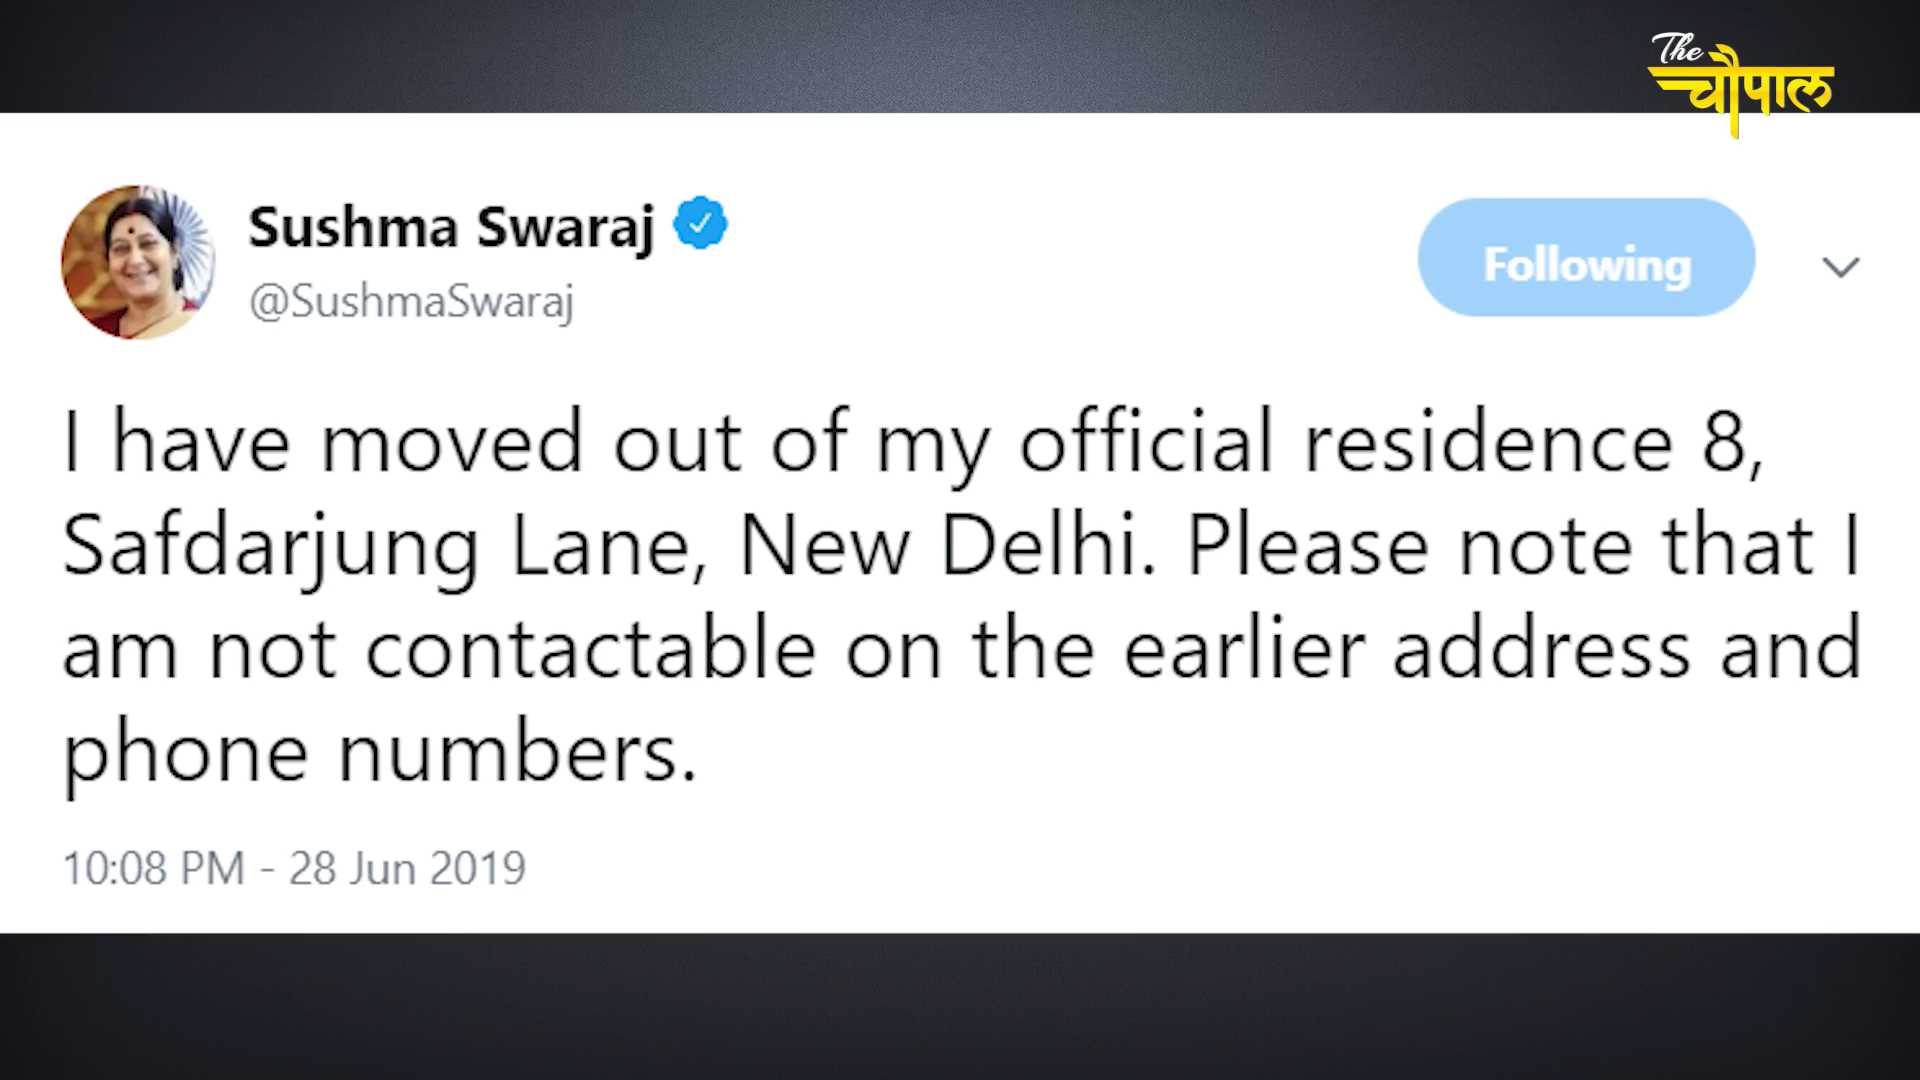 The
चौपाल
Sushma Swaraj
@SushmaSwaraj
Following
I have moved out of my official residence 8,
Safdarjung Lane, New Delhi. Please note that I
am not contactable on the earlier address and
phone numbers.
10:08 PM - 28 Jun 2019